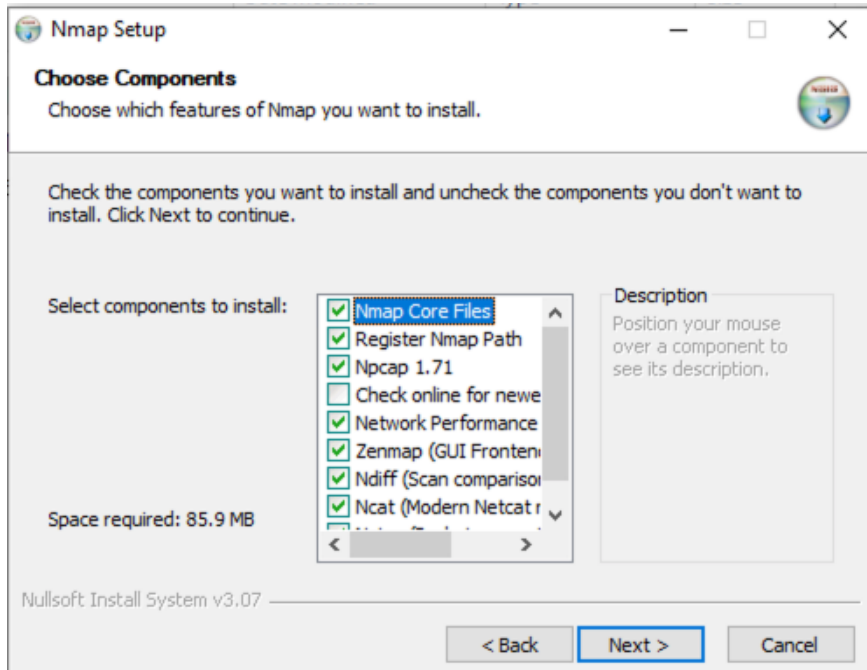 Nmap Setup
Choose Components
Choose which features of Nmap you want to install.
Check the components you want to install and uncheck the components you don't want to
install. Click Next to continue.
Select components to install:
Nmap Core Files
Register Nmap Path
Npcap 1.71
Check online for newe
Network Performance
Zenmap (GUI Fronten
Ndiff (Scan compariso
Ncat (Modern Netcat r
Description
Position your mouse
over a component to
see its description.
Space required: 85.9 MB
Nullsoft Install System v3.07
< Back
Next >
Cancel